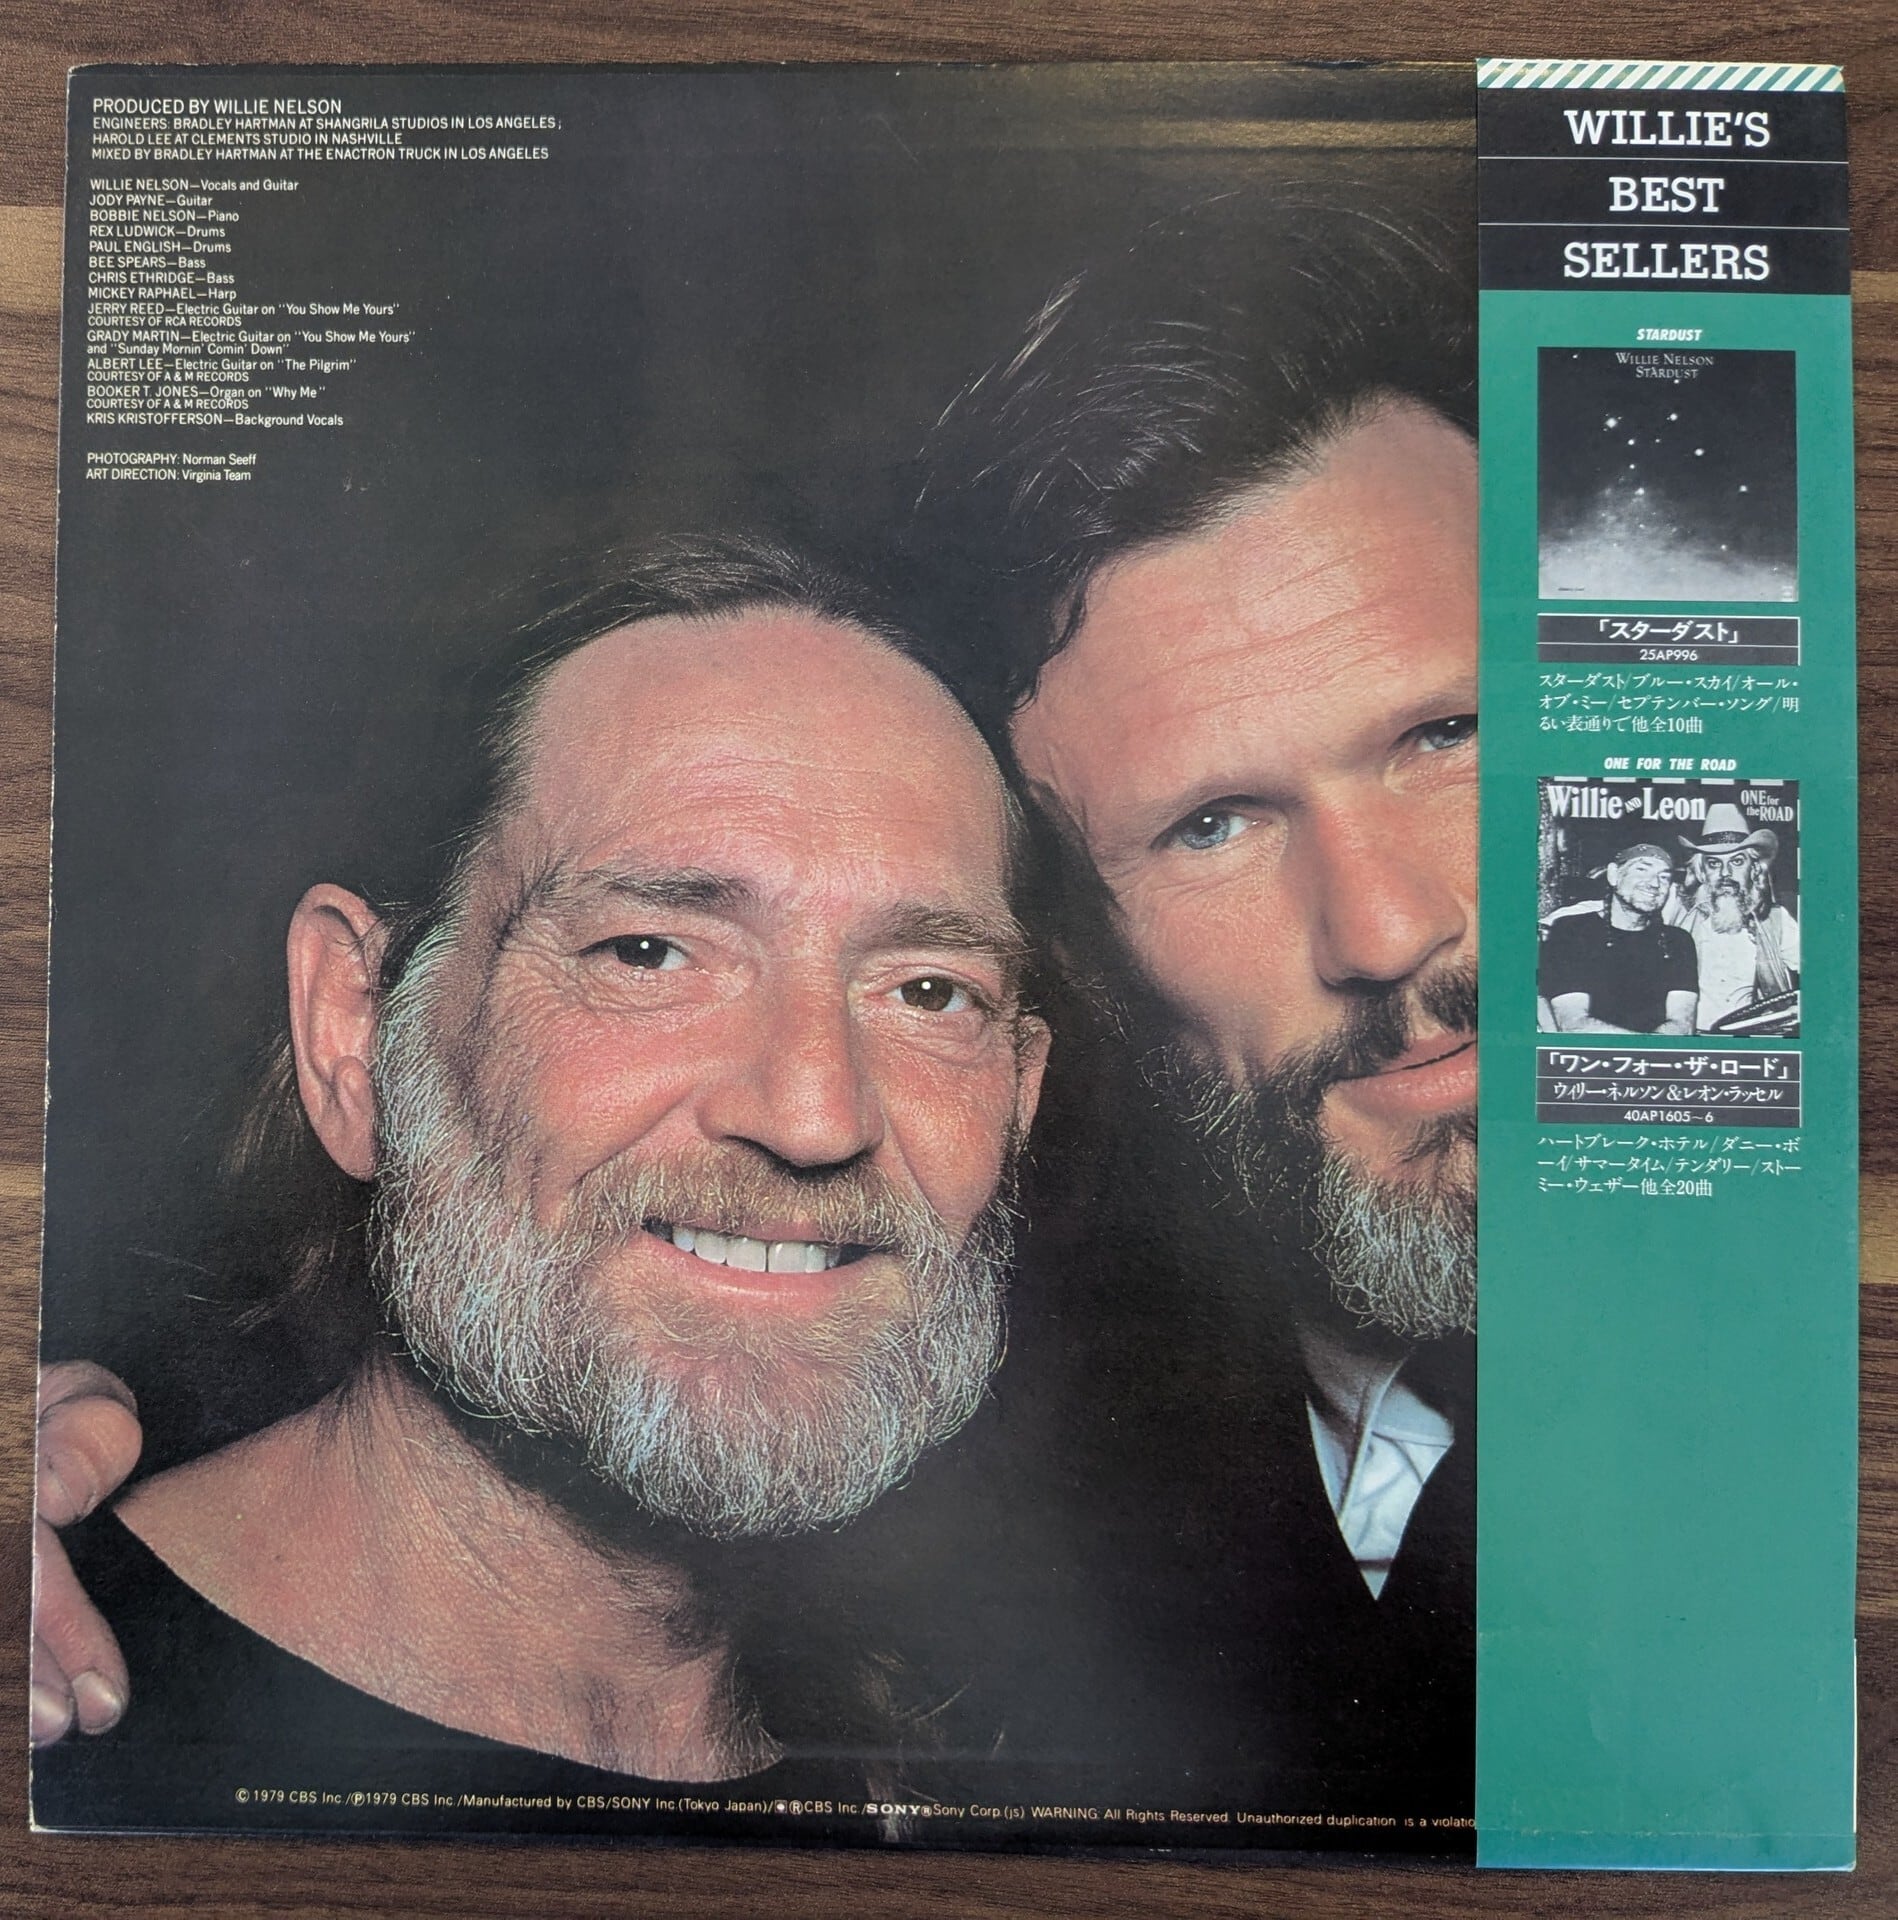 PRODUCED BY WILLIE NELSON
ENGINEERS: BRADLEY HARTMAN AT SHANGRILA STUDIOS IN LOS ANGELES;
HAROLD LEE AT CLEMENTS STUDIO IN NASHVILLE
MIXED BY BRADLEY HARTMAN AT THE ENACTRON TRUCK IN LOS ANGELES
WILLIE NELSON—Vocals and Guitar
JODY PAYNE—Guitar
BOBBIE NELSON—Piano
REX LUDWICK—Drums
PAUL ENGLISH—Drums
BEE SPEARS—Bass
CHRIS ETHRIDGE—Bass
MICKEY RAPHAEL—Harp
JERRY REED—Electric Guitar on "You Show Me Yours"
COURTESY OF RCA RECORDS
GRADY MARTIN—Electric Guitar on "You Show Me Yours"
and "Sunday Mornin' Comin' Down"
ALBERT LEE—Electric Guitar on "The Pilgrim"
COURTESY OF A & M RECORDS
BOOKER T. JONES—Organ on "Why Me"
COURTESY OF A & M RECORDS
KRIS KRISTOFFERSON—Background Vocals
PHOTOGRAPHY: Norman Seeff
ART DIRECTION: Virginia Team
© 1979 CBS Inc./℗1979 CBS Inc./Manufactured by CBS/SONY Inc.(Tokyo Japan)/®CBS Inc./SONY®Sony Corp.(js) WARNING: All Rights Reserved. Unauthorized duplication is a violatio
WILLIE'S
BEST
SELLERS
STARDUST
WILLIE NELSON
STARDUST
「スターダスト」
25AP996
スターダスト/ブルー・スカイ/オール・
オブ・ミー/セプテンバー・ソング/明
るい表通りで他全10曲
ONE FOR THE ROAD
Willie AND Leon
ONE for
the ROAD
「ワン・フォー・ザ・ロード」
ウィリー・ネルソン&レオン・ラッセル
40AP1605~6
ハートブレーク・ホテル/ダニー・ボ
ーイ/サマータイム/テンダリー/ストー
ミー・ウェザー他全20曲